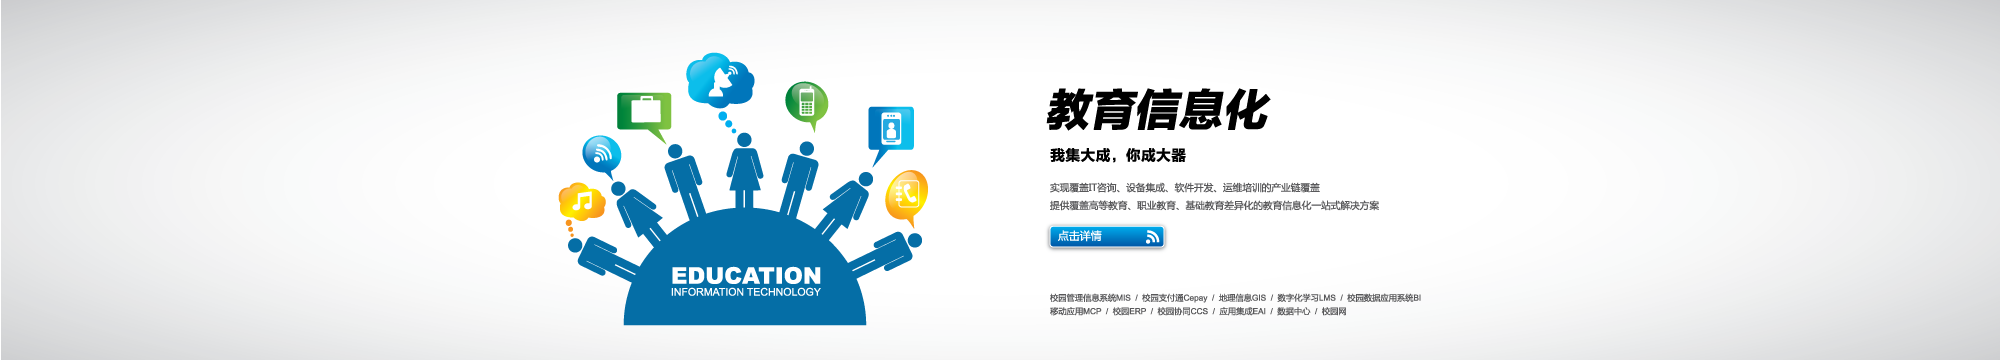 教育信息化
我集大成，你成大器
实现覆盖IT咨询、设备集成、软件开发、运维培训的产业链覆盖
提供覆盖高等教育、职业教育、基础教育差异化的教育信息化一站式解决方案
点击详情
EDUCATION
INFORMATION TECHNOLOGY
校园管理信息系统MIS / 校园支付通Cepay / 地理信息GIS / 数字化学习LMS / 校园数据应用系统BI
移动应用MCP / 校园ERP / 校园协同CCS / 应用集成EAI / 数据中心 / 校园网